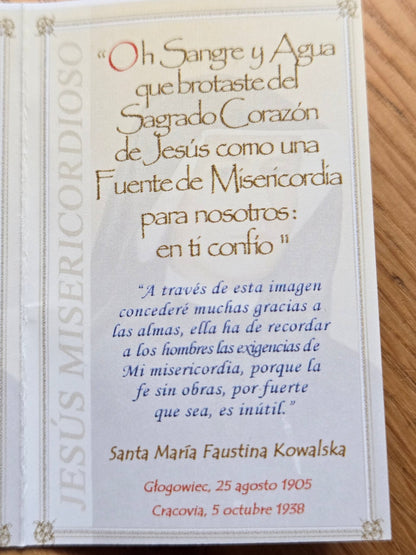 JESÚS MISERICORDIOSO
“Oh Sangre y Agua
que brotaste del
Sagrado Corazón
de Jesús como una
Fuente de Misericordia
para nosotros:
en ti confío”
“A través de esta imagen
concederé muchas gracias a
las almas, ella ha de recordar
a los hombres las exigencias de
Mi misericordia, porque la
fe sin obras, por fuerte
que sea, es inútil.”
Santa María Faustina Kowalska
Głogowiec, 25 agosto 1905
Cracovia, 5 octubre 1938